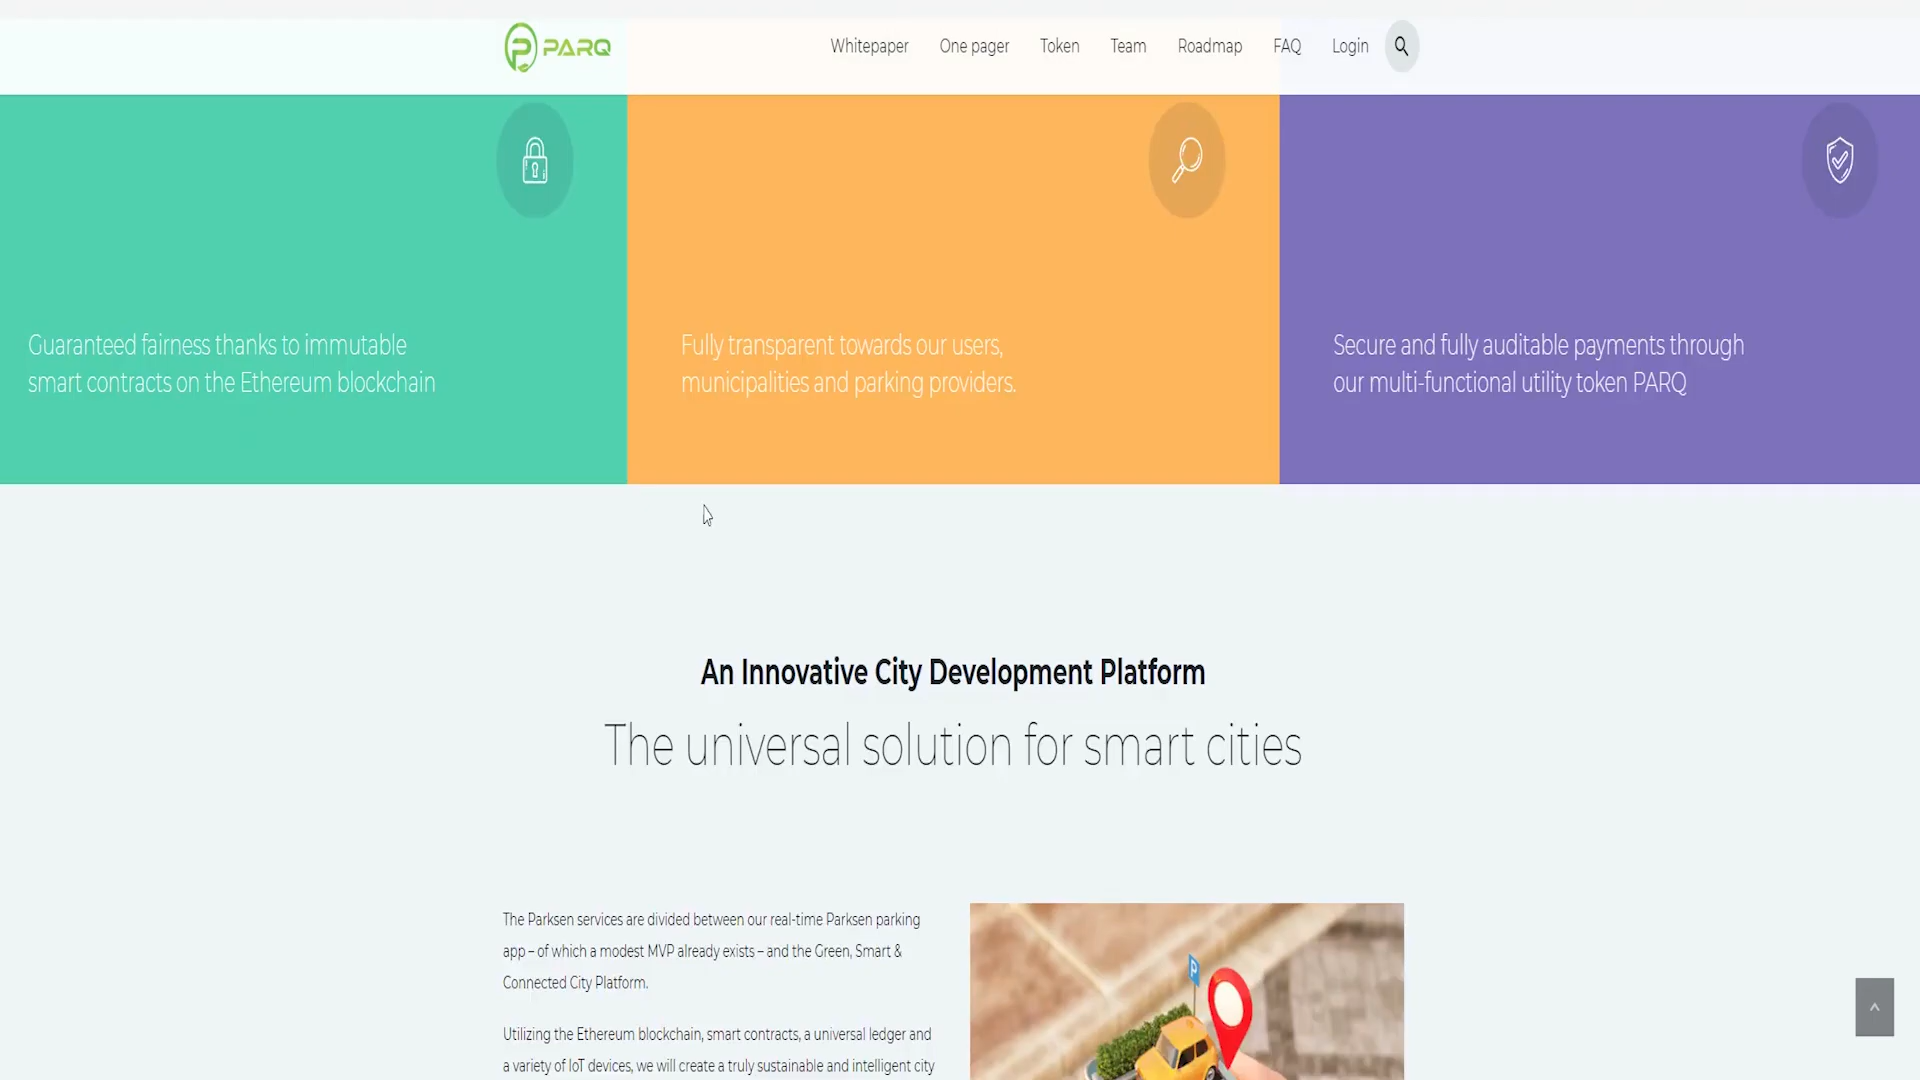 PARQ
Whitepaper One pager Token Team Roadmap FAQ Login
Guaranteed fairness thanks to immutable
smart contracts on the Ethereum blockchain
Fully transparent towards our users,
municipalities and parking providers.
Secure and fully auditable payments through
our multi-functional utility token PARQ
An Innovative City Development Platform
The universal solution for smart cities
The Parksen services are divided between our real-time Parksen parking
app – of which a modest MVP already exists – and the Green, Smart &
Connected City Platform.
Utilizing the Ethereum blockchain, smart contracts, a universal ledger and
a variety of IoT devices, we will create a truly sustainable and intelligent city
P